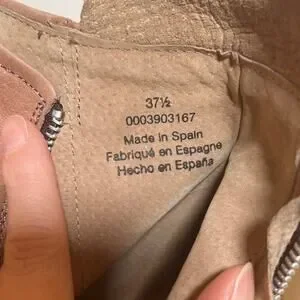 37½
0003903167
Made in Spain
Fabriqué en Espagne
Hecho en España